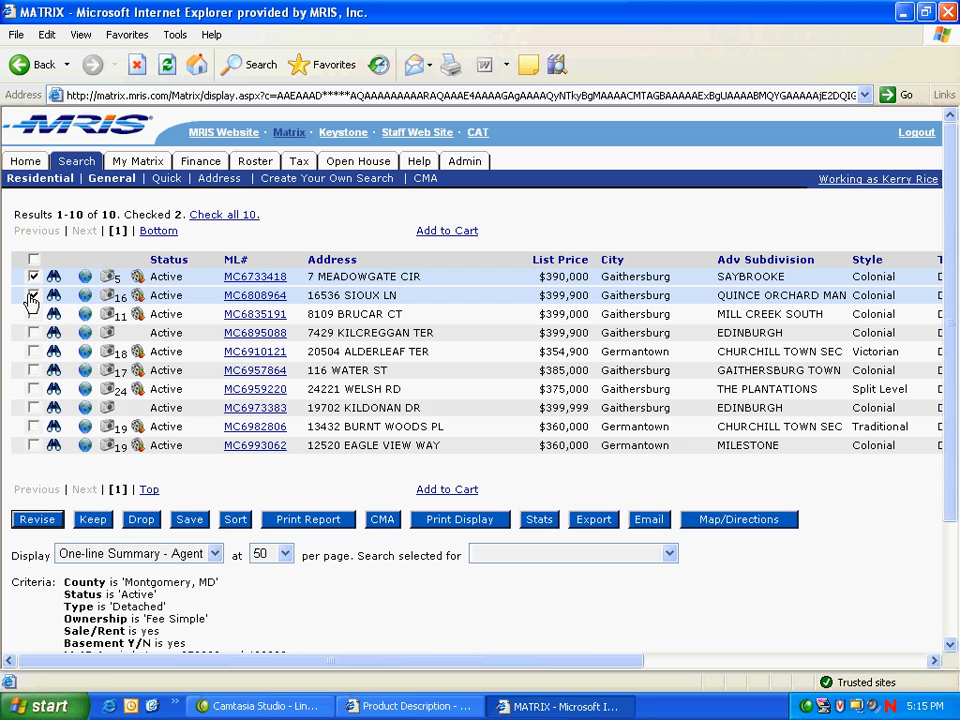 MATRIX - Microsoft Internet Explorer provided by MRIS, Inc.
File Edit View Favorites Tools Help
Back Search Favorites
Address http://matrix.mris.com/Matrix/display.aspx?c=AAEAAAD*****AQAAAAAAAAARAQAAAE4AAAAGAgAAAAQyNTkyBgMAAAACMTAGBAAAAAExBgUAAAABMQYGAAAAAjE2DQIG Go Links
MRIS MRIS Website · Matrix · Keystone · Staff Web Site · CAT Logout
Home Search My Matrix Finance Roster Tax Open House Help Admin
Residential | General | Quick | Address | Create Your Own Search | CMA Working as Kerry Rice
Results 1-10 of 10. Checked 2. Check all 10.
Previous | Next | [1] | Bottom Add to Cart
Status ML# Address List Price City Adv Subdivision Style
5 Active MC6733418 7 MEADOWGATE CIR $390,000 Gaithersburg SAYBROOKE Colonial
16 Active MC6808964 16536 SIOUX LN $399,900 Gaithersburg QUINCE ORCHARD MAN Colonial
11 Active MC6835191 8109 BRUCAR CT $399,000 Gaithersburg MILL CREEK SOUTH Colonial
Active MC6895088 7429 KILCREGGAN TER $399,900 Gaithersburg EDINBURGH Colonial
18 Active MC6910121 20504 ALDERLEAF TER $354,900 Germantown CHURCHILL TOWN SEC Victorian
17 Active MC6957864 116 WATER ST $385,000 Gaithersburg GAITHERSBURG TOWN Colonial
24 Active MC6959220 24221 WELSH RD $375,000 Gaithersburg THE PLANTATIONS Split Level
Active MC6973383 19702 KILDONAN DR $399,999 Gaithersburg EDINBURGH Colonial
19 Active MC6982806 13432 BURNT WOODS PL $360,000 Germantown CHURCHILL TOWN SEC Traditional
19 Active MC6993062 12520 EAGLE VIEW WAY $360,000 Germantown MILESTONE Colonial
Previous | Next | [1] | Top Add to Cart
Revise Keep Drop Save Sort Print Report CMA Print Display Stats Export Email Map/Directions
Display One-line Summary - Agent at 50 per page. Search selected for
Criteria: County is 'Montgomery, MD'
Status is 'Active'
Type is 'Detached'
Ownership is 'Fee Simple'
Sale/Rent is yes
Basement Y/N is yes
Trusted sites
start Camtasia Studio - Lin... Product Description - ... MATRIX - Microsoft I... 5:15 PM